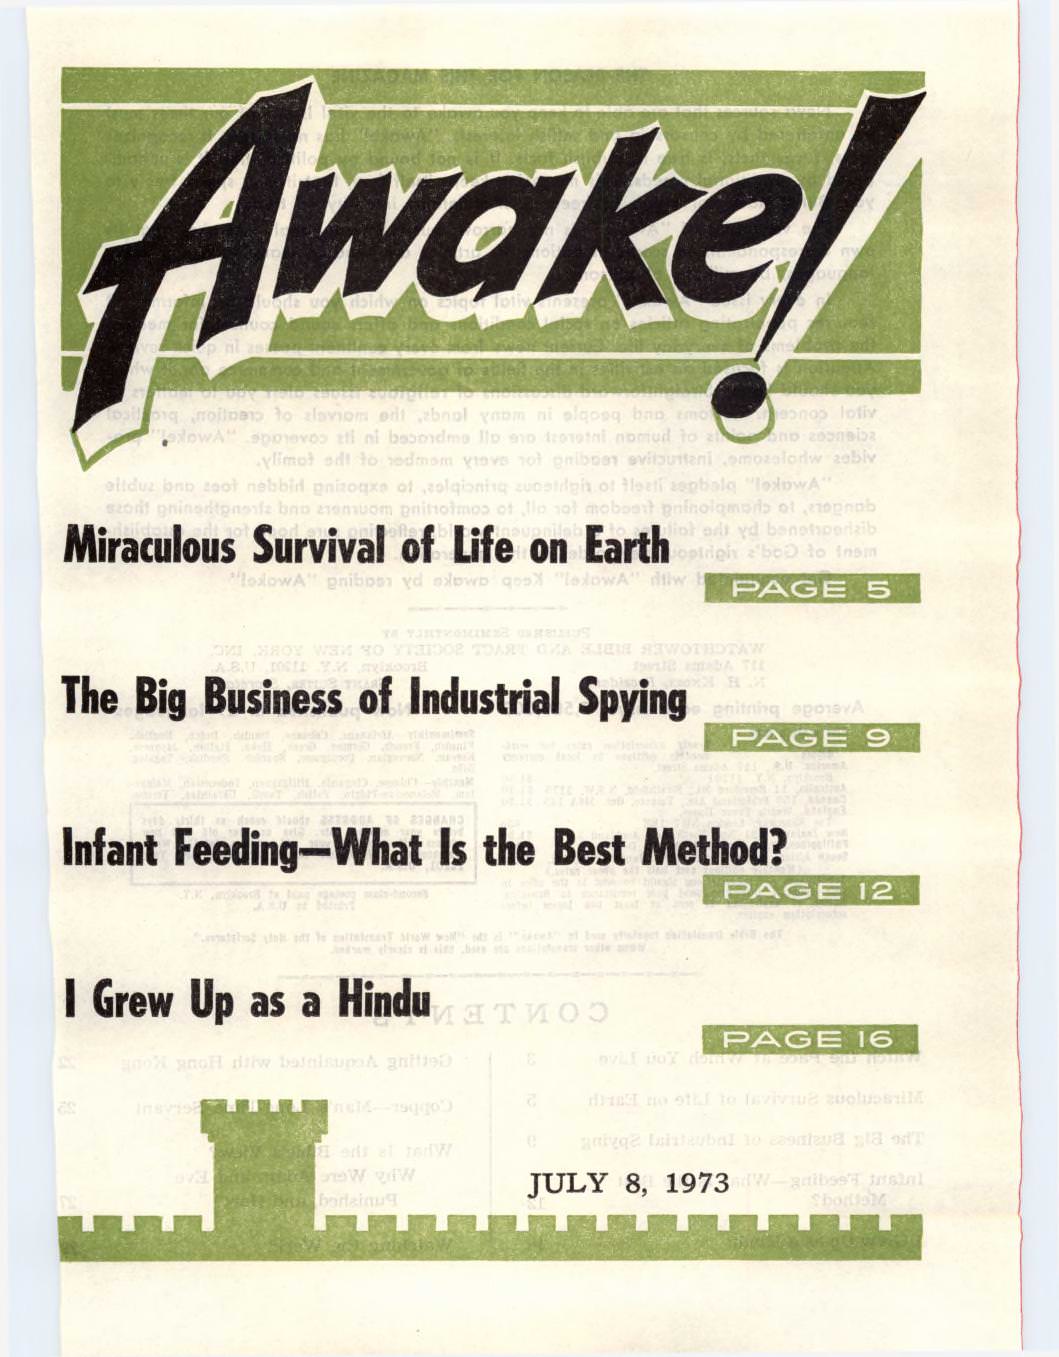 Awake!
Miraculous Survival of Life on Earth
PAGE 5
The Big Business of Industrial Spying
PAGE 9
Infant Feeding—What Is the Best Method?
PAGE 12
I Grew Up as a Hindu
PAGE 16
JULY 8, 1973